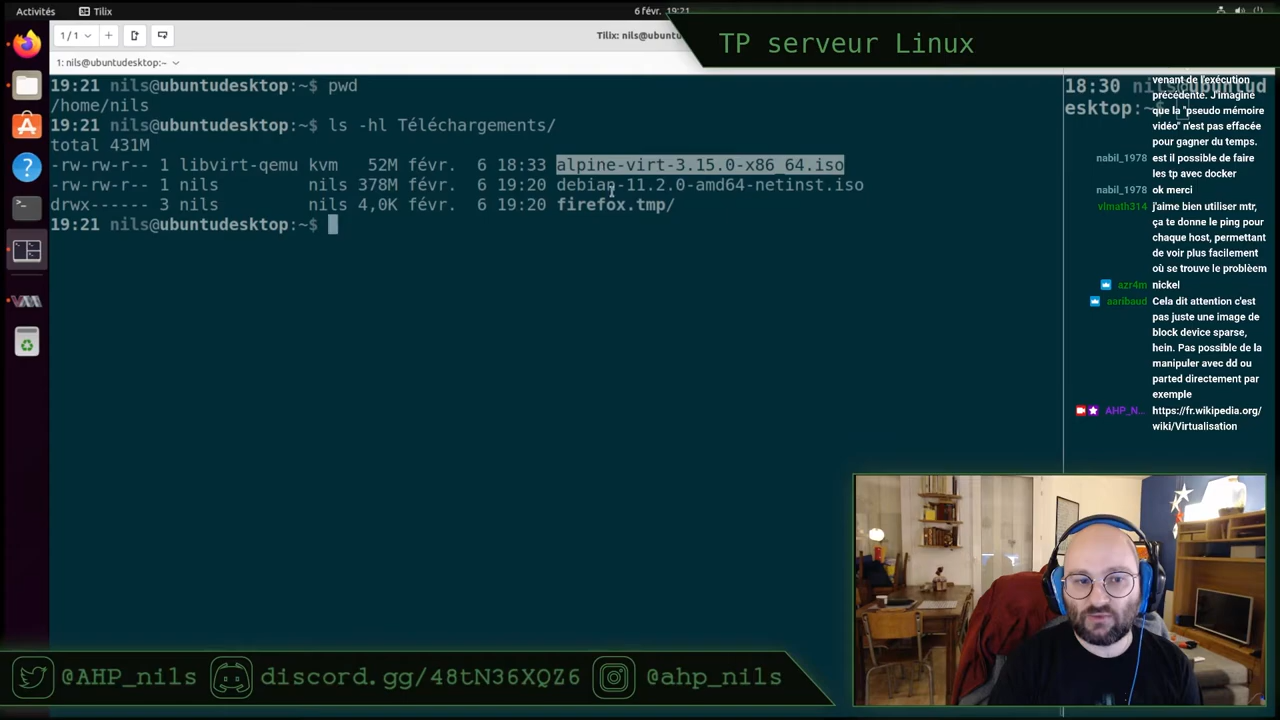 Activités
Tilix
6 févr. 19:21
TP serveur Linux
1 / 1
Tilix: nils@ubuntu
1: nils@ubuntudesktop:~
19:21 nils@ubuntudesktop:~$ pwd
/home/nils
19:21 nils@ubuntudesktop:~$ ls -hl Téléchargements/
total 431M
-rw-rw-r-- 1 libvirt-qemu kvm 52M févr. 6 18:33 alpine-virt-3.15.0-x86_64.iso
-rw-rw-r-- 1 nils nils 378M févr. 6 19:20 debian-11.2.0-amd64-netinst.iso
drwx------ 3 nils nils 4,0K févr. 6 19:20 firefox.tmp/
19:21 nils@ubuntudesktop:~$
18:30 nils@ubuntud
esktop:~$
venant de l'exécution
précédente. J'imagine
que la "pseudo mémoire
vidéo" n'est pas effacée
pour gagner du temps.
nabil_1978 est il possible de faire
les tp avec docker
nabil_1978 ok merci
vlmath314 j'aime bien utiliser mtr,
ça te donne le ping pour
chaque host, permettant
de voir plus facilement
où se trouve le problèem
azr4m nickel
aaribaud Cela dit attention c'est
pas juste une image de
block device sparse,
hein. Pas possible de la
manipuler avec dd ou
parted directement par
exemple
AHP_N... https://fr.wikipedia.org/
wiki/Virtualisation
@AHP_nils
discord.gg/48tN36XQZ6
@ahp_nils